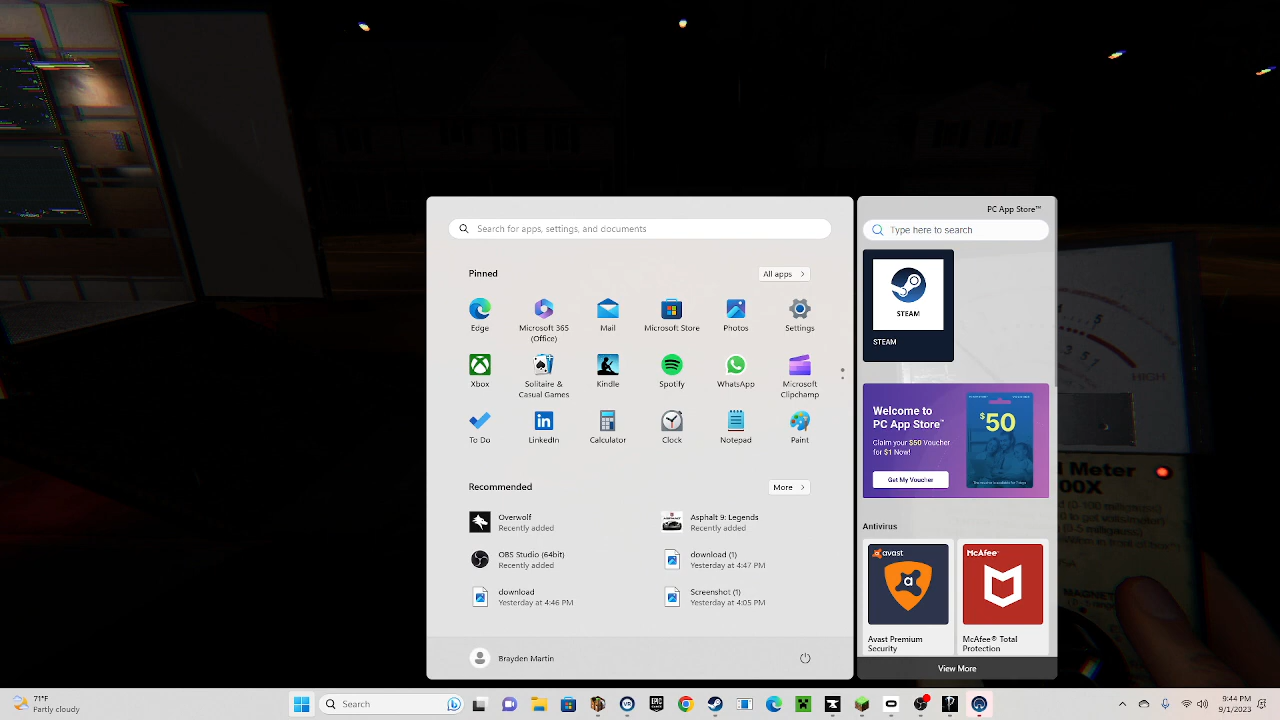 Search for apps, settings, and documents
Pinned
All apps
Edge
Microsoft 365
(Office)
Mail
Microsoft Store
Photos
Settings
Xbox
Solitaire &
Casual Games
Kindle
Spotify
WhatsApp
Microsoft
Clipchamp
To Do
LinkedIn
Calculator
Clock
Notepad
Paint
Recommended
More
Overwolf
Recently added
Asphalt 9: Legends
Recently added
OBS Studio (64bit)
Recently added
download (1)
Yesterday at 4:47 PM
download
Yesterday at 4:46 PM
Screenshot (1)
Yesterday at 4:05 PM
Brayden Martin
PC App Store™
Type here to search
STEAM
STEAM
Welcome to
PC App Store™
Claim your $50 Voucher
for $1 Now!
Get My Voucher
$50
Antivirus
avast
McAfee®
Avast Premium
Security
McAfee® Total
Protection
View More
5
HIGH
Meter
00X
71°F
Partly cloudy
Search
EPIC
GAMES
9:44 PM
9/1/2023